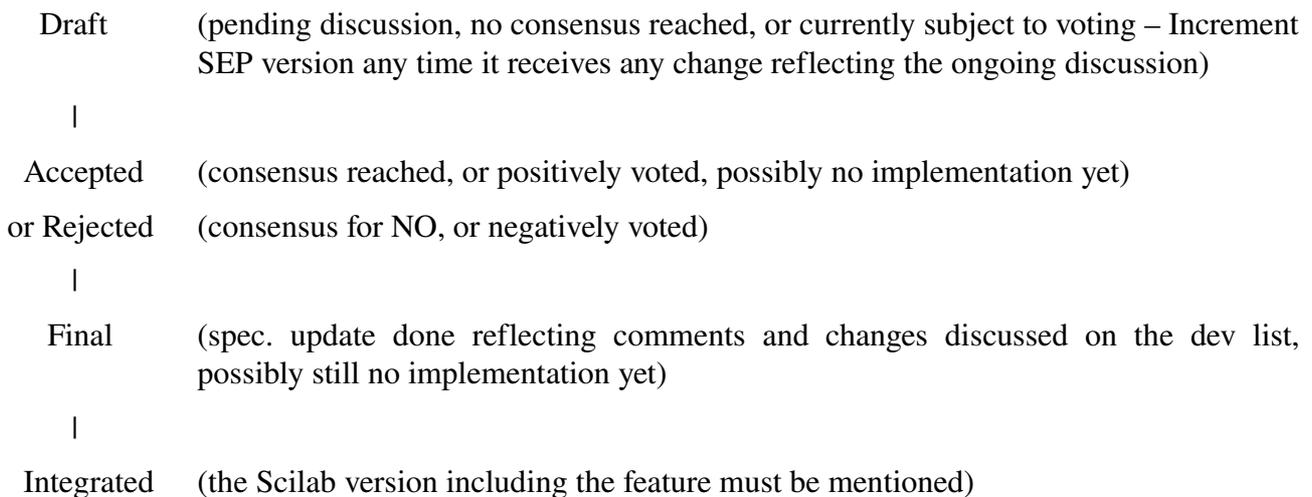 Draft (pending discussion, no consensus reached, or currently subject to voting – Increment
SEP version any time it receives any change reflecting the ongoing discussion)
|
Accepted (consensus reached, or positively voted, possibly no implementation yet)
or Rejected (consensus for NO, or negatively voted)
|
Final (spec. update done reflecting comments and changes discussed on the dev list,
possibly still no implementation yet)
|
Integrated (the Scilab version including the feature must be mentioned)